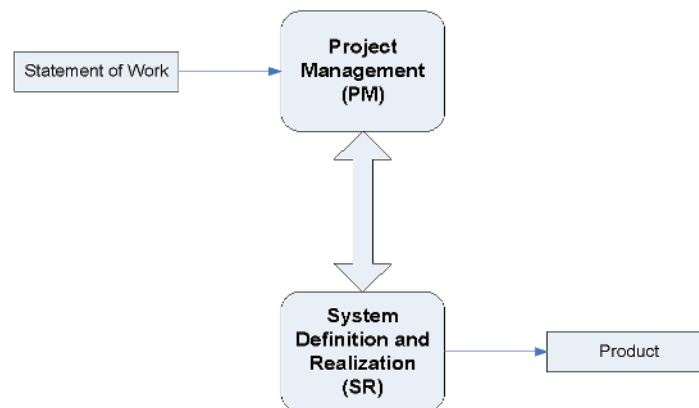 Project
Management
(PM)
Statement of Work
System
Definition and
Realization
(SR)
Product